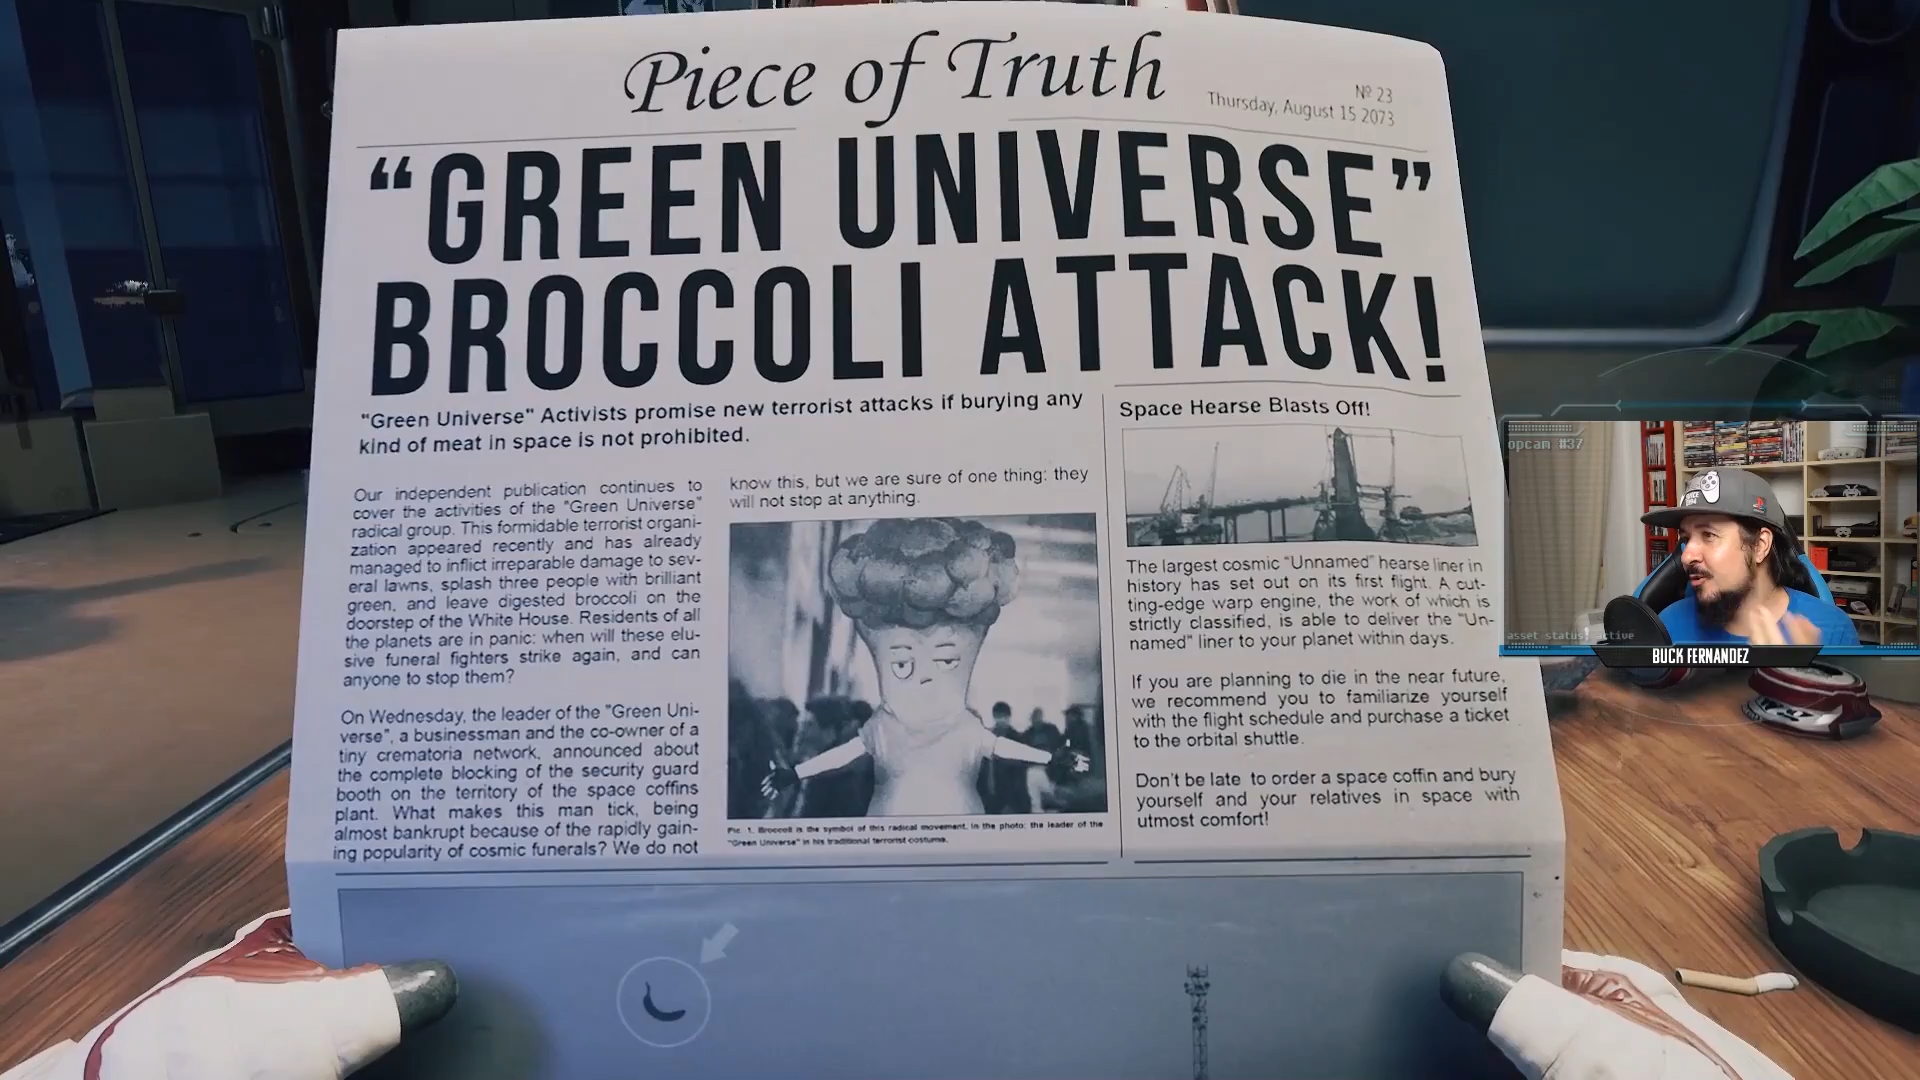 Piece of Truth
№ 23
Thursday, August 15 2073
“GREEN UNIVERSE”
BROCCOLI ATTACK!
"Green Universe" Activists promise new terrorist attacks if burying any
kind of meat in space is not prohibited.
Our independent publication continues to
cover the activities of the "Green Universe"
radical group. This formidable terrorist organi-
zation appeared recently and has already
managed to inflict irreparable damage to sev-
eral lawns, splash three people with brilliant
green, and leave digested broccoli on the
doorstep of the White House. Residents of all
the planets are in panic: when will these elu-
sive funeral fighters strike again, and can
anyone to stop them?
On Wednesday, the leader of the "Green Uni-
verse", a businessman and the co-owner of a
tiny crematoria network, announced about
the complete blocking of the security guard
booth on the territory of the space coffins
plant. What makes this man tick, being
almost bankrupt because of the rapidly gain-
ing popularity of cosmic funerals? We do not
know this, but we are sure of one thing: they
will not stop at anything.
Pic. 1. Broccoli is the symbol of this radical movement. In the photo: the leader of the
"Green Universe" in his traditional terrorist costume.
Space Hearse Blasts Off!
The largest cosmic "Unnamed" hearse liner in
history has set out on its first flight. A cut-
ting-edge warp engine, the work of which is
strictly classified, is able to deliver the "Un-
named" liner to your planet within days.
If you are planning to die in the near future,
we recommend you to familiarize yourself
with the flight schedule and purchase a ticket
to the orbital shuttle.
Don't be late to order a space coffin and bury
yourself and your relatives in space with
utmost comfort!
opcam #37
asset status: active
BUCK FERNANDEZ